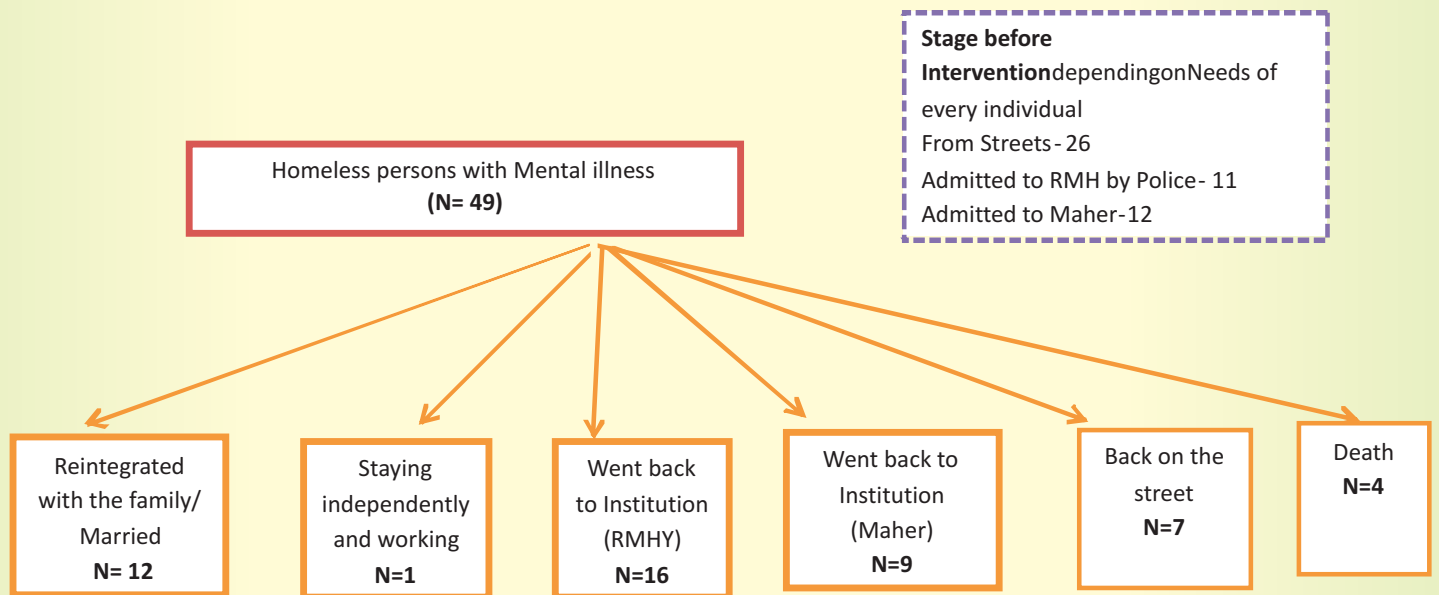 Stage before
InterventiondependingonNeeds of
every individual
From Streets- 26
Admitted to RMH by Police- 11
Admitted to Maher-12
Homeless persons with Mental illness
(N= 49)
Reintegrated
with the family/
Married
N= 12
Staying
independently
and working
N=1
Went back
to Institution
(RMHY)
N=16
Went back to
Institution
(Maher)
N=9
Back on the
street
N=7
Death
N=4